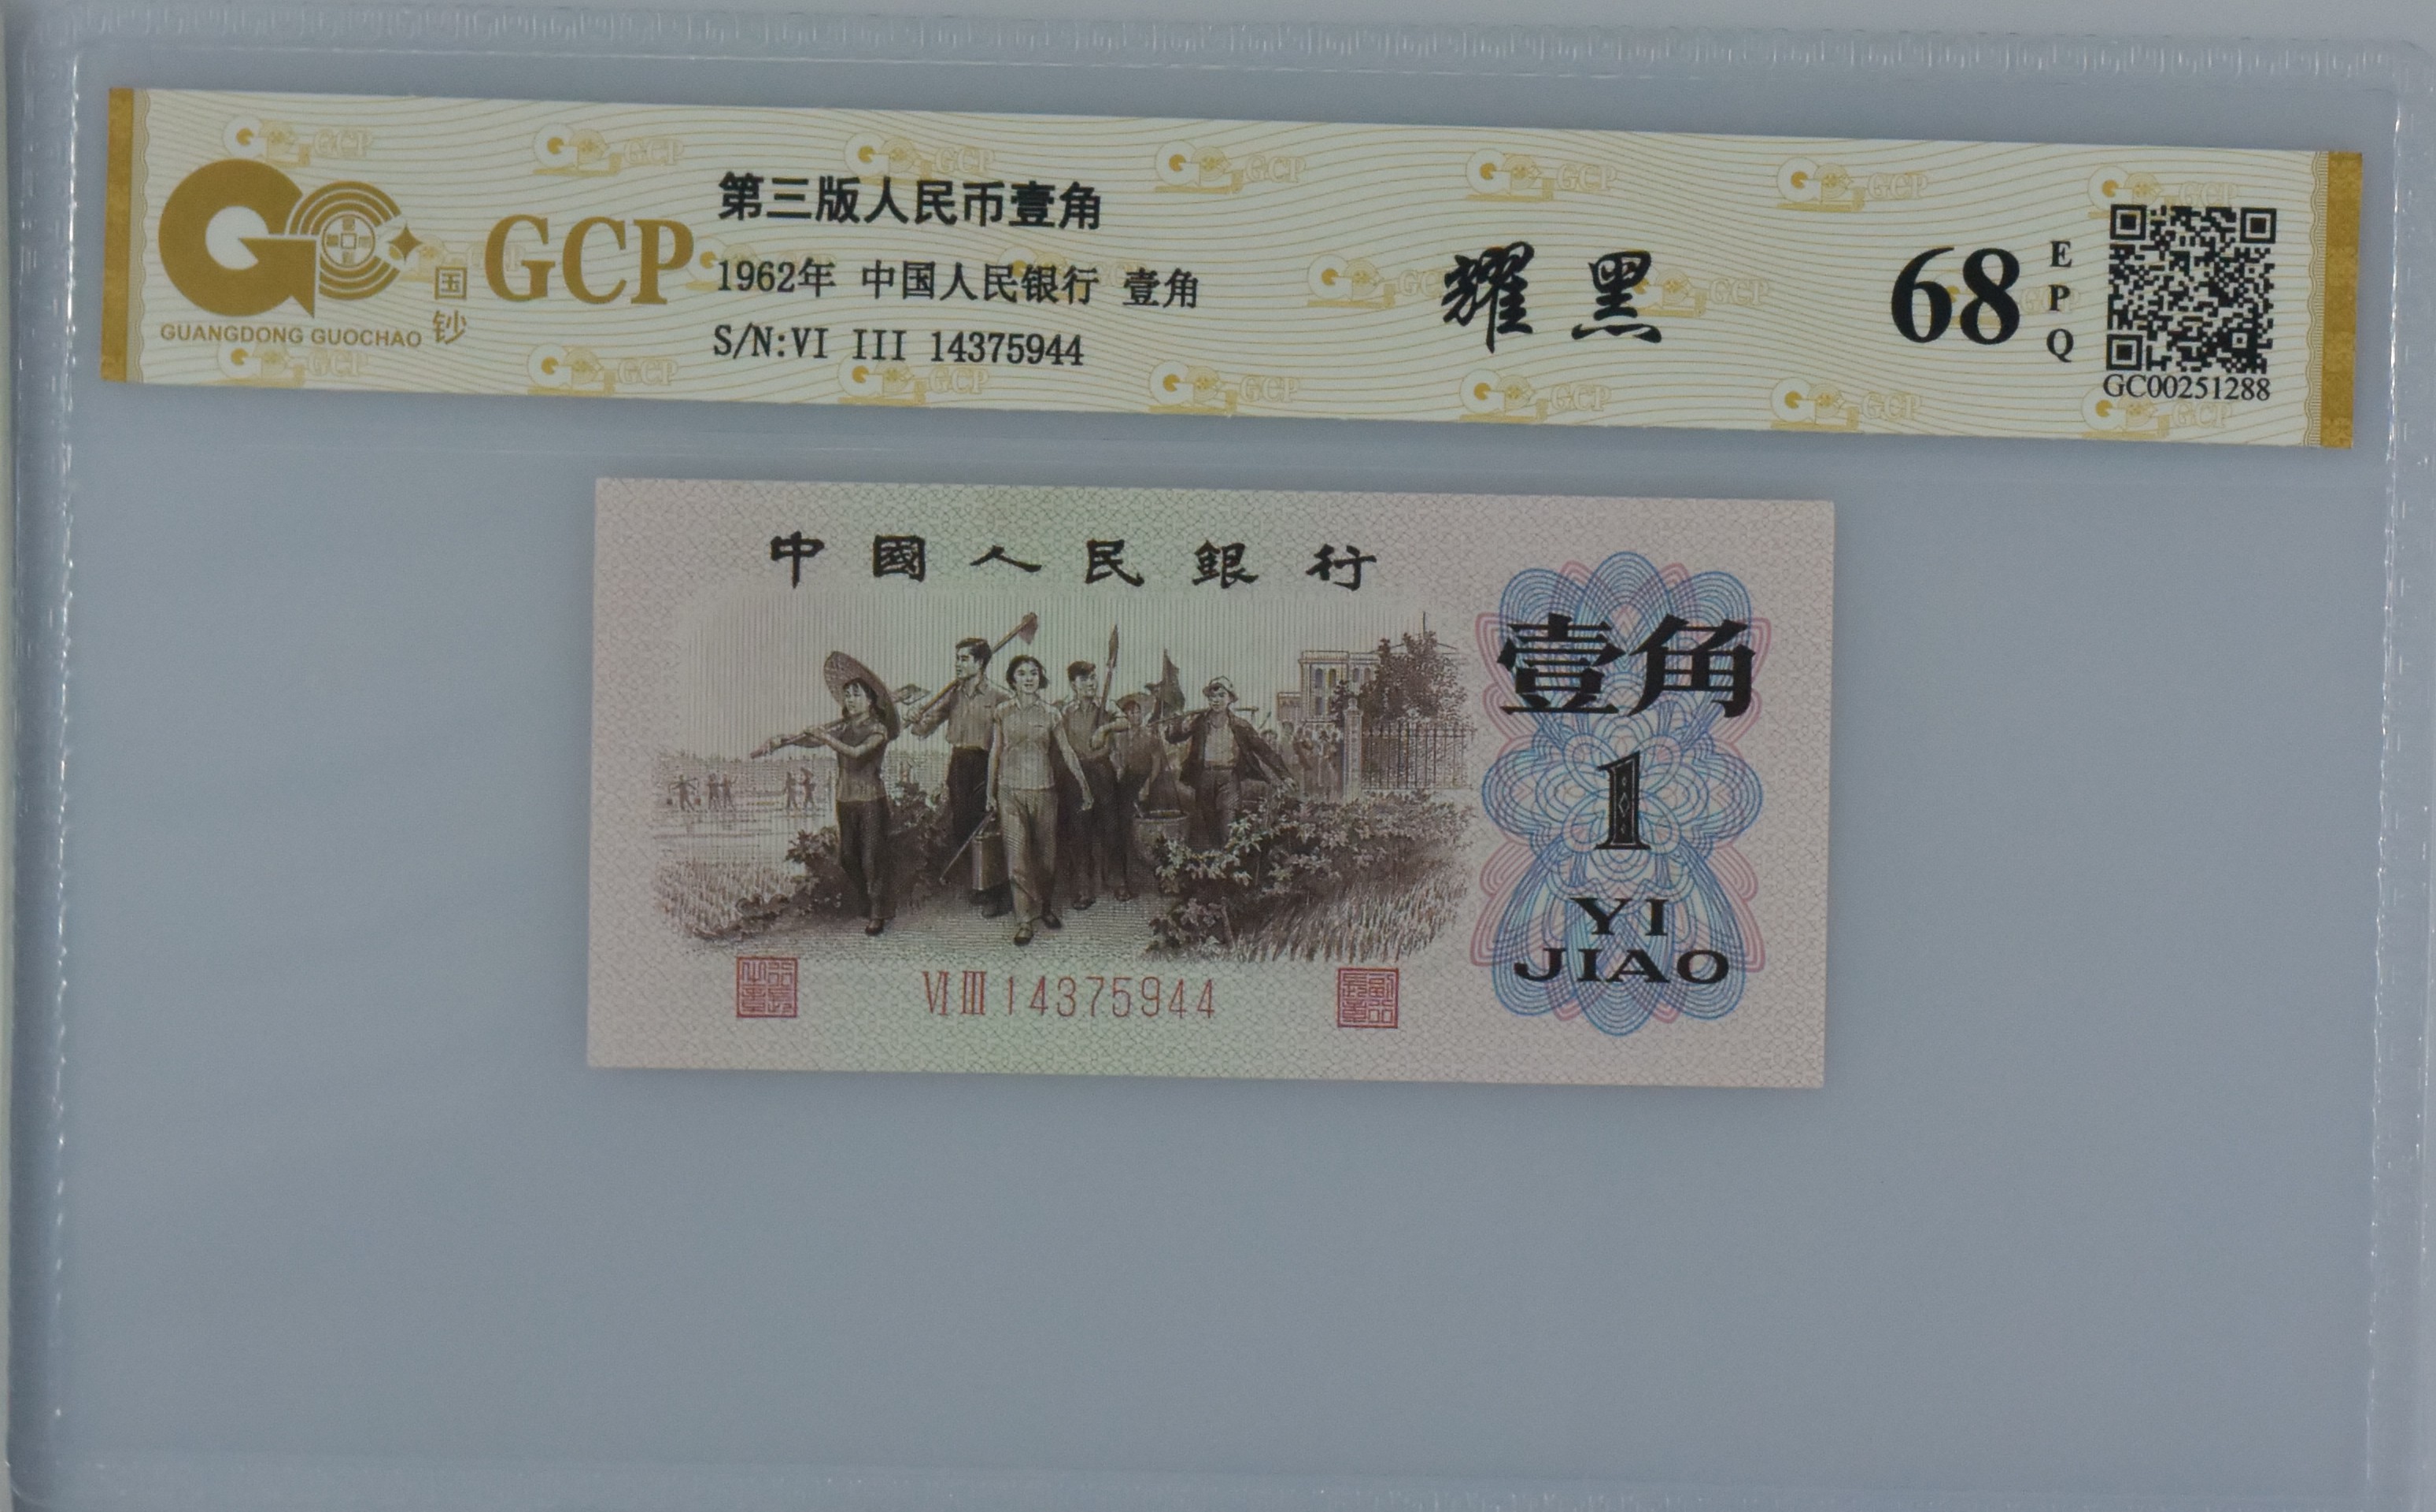 GCP
国
钞
GUANGDONG GUOCHAO
第三版人民币壹角
1962年 中国人民银行 壹角
S/N:VI III 14375944
耀黑
68
EPQ
GC00251288
中國人民銀行
壹角
1
YI
JIAO
VI III 14375944